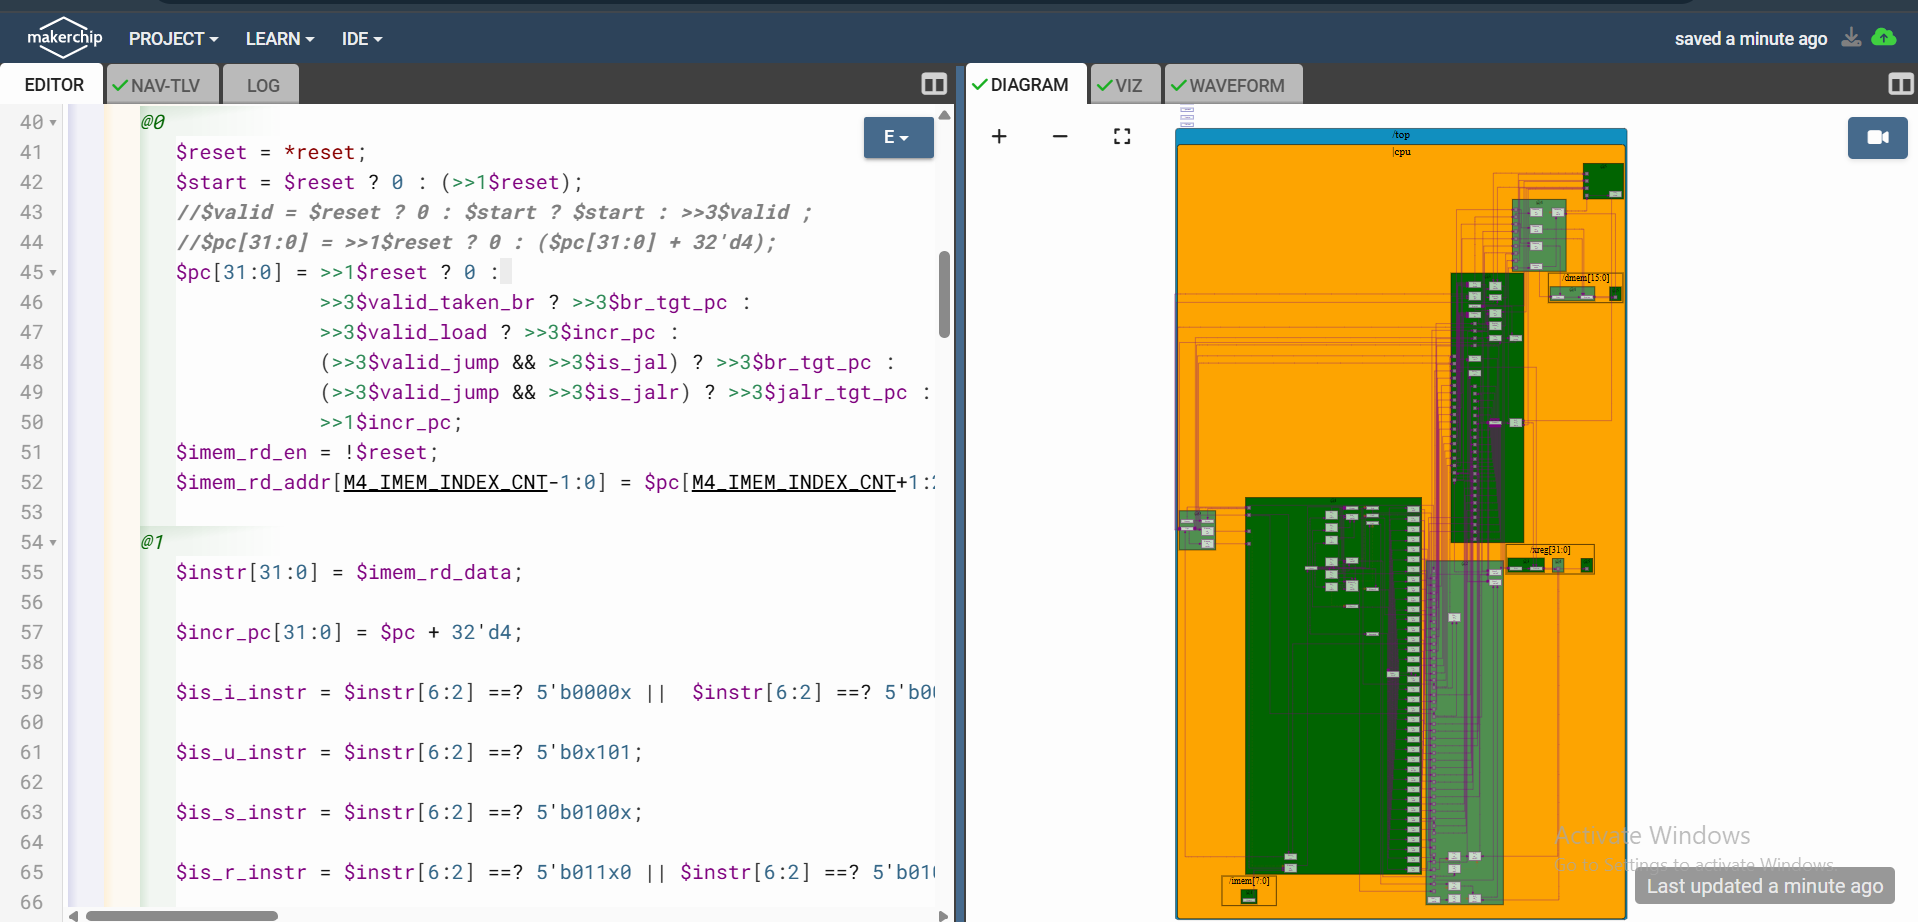 makerchip PROJECT LEARN IDE saved a minute ago
EDITOR NAV-TLV LOG DIAGRAM VIZ WAVEFORM
E
40 @0
41 $reset = *reset;
42 $start = $reset ? 0 : (>>1$reset);
43 //$valid = $reset ? 0 : $start ? $start : >>3$valid ;
44 //$pc[31:0] = >>1$reset ? 0 : ($pc[31:0] + 32'd4);
45 $pc[31:0] = >>1$reset ? 0 :
46 >>3$valid_taken_br ? >>3$br_tgt_pc :
47 >>3$valid_load ? >>3$incr_pc :
48 (>>3$valid_jump && >>3$is_jal) ? >>3$br_tgt_pc :
49 (>>3$valid_jump && >>3$is_jalr) ? >>3$jalr_tgt_pc :
50 >>1$incr_pc;
51 $imem_rd_en = !$reset;
52 $imem_rd_addr[M4_IMEM_INDEX_CNT-1:0] = $pc[M4_IMEM_INDEX_CNT+1:2
53
54 @1
55 $instr[31:0] = $imem_rd_data;
56
57 $incr_pc[31:0] = $pc + 32'd4;
58
59 $is_i_instr = $instr[6:2] ==? 5'b0000x || $instr[6:2] ==? 5'b00
60
61 $is_u_instr = $instr[6:2] ==? 5'b0x101;
62
63 $is_s_instr = $instr[6:2] ==? 5'b0100x;
64
65 $is_r_instr = $instr[6:2] ==? 5'b011x0 || $instr[6:2] ==? 5'b010
66
/top
|cpu
/dmem[15:0]
/xreg[31:0]
/imem[7:0]
Activate Windows
Go to Settings to activate Windows.
Last updated a minute ago